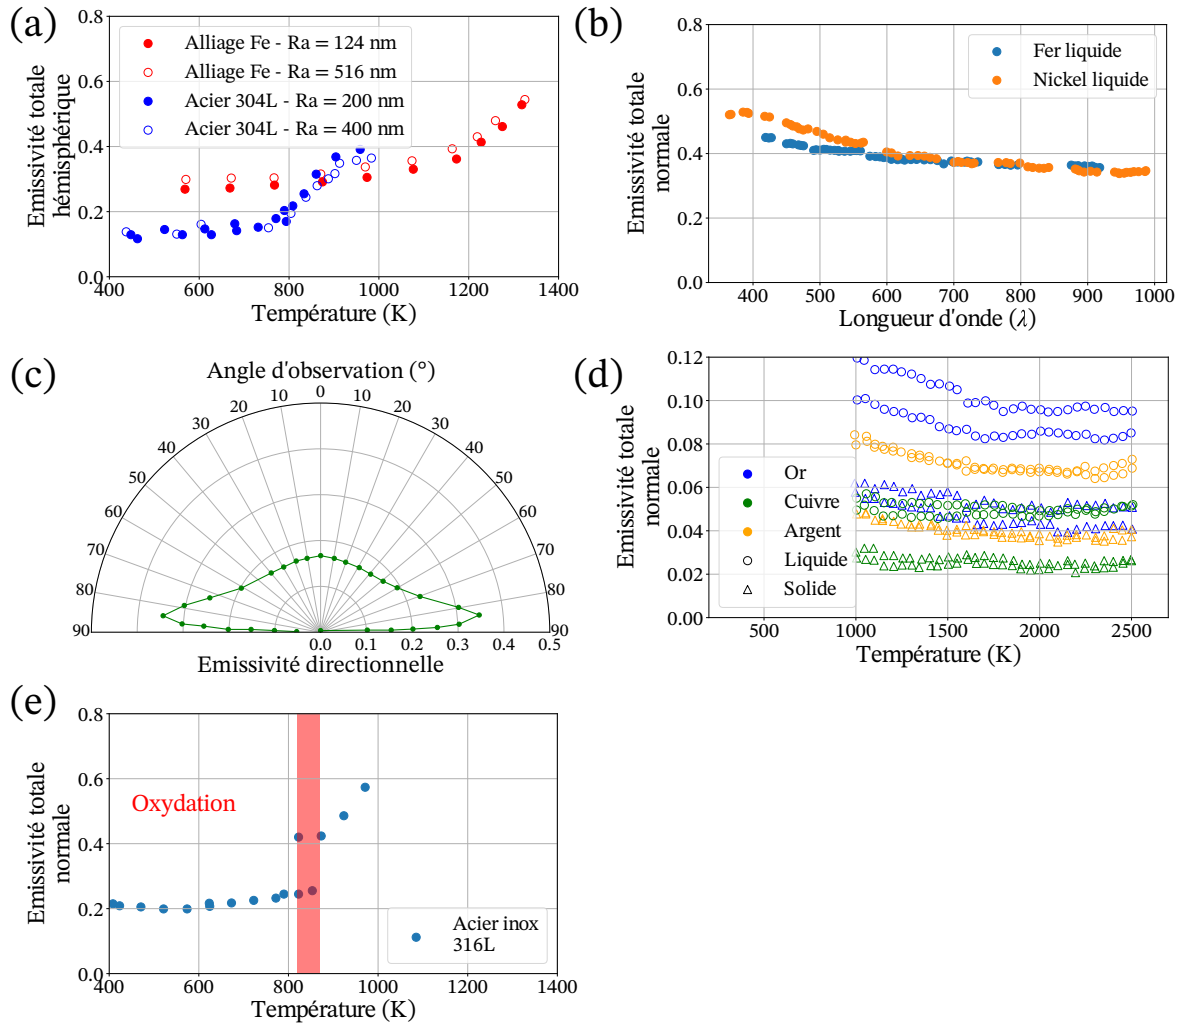 (a)
Emissivité totale
hémisphérique
0.8
0.6
0.4
0.2
0.0
Alliage Fe - Ra = 124 nm
Alliage Fe - Ra = 516 nm
Acier 304L - Ra = 200 nm
Acier 304L - Ra = 400 nm
400 600 800 1000 1200 1400
Température (K)
(b)
Emissivité totale
normale
0.8
0.6
0.4
0.2
0.0
Fer liquide
Nickel liquide
400 500 600 700 800 900 1000
Longueur d'onde (λ)
(c)
Angle d'observation (°)
90 80 70 60 50 40 30 20 10 0 10 20 30 40 50 60 70 80 90
0.0 0.1 0.2 0.3 0.4 0.5
Emissivité directionnelle
(d)
Emissivité totale
normale
0.12
0.10
0.08
0.06
0.04
0.02
0.00
Or
Cuivre
Argent
Liquide
Solide
500 1000 1500 2000 2500
Température (K)
(e)
Emissivité totale
normale
0.8
0.6
0.4
0.2
0.0
Oxydation
Acier inox
316L
400 600 800 1000 1200 1400
Température (K)